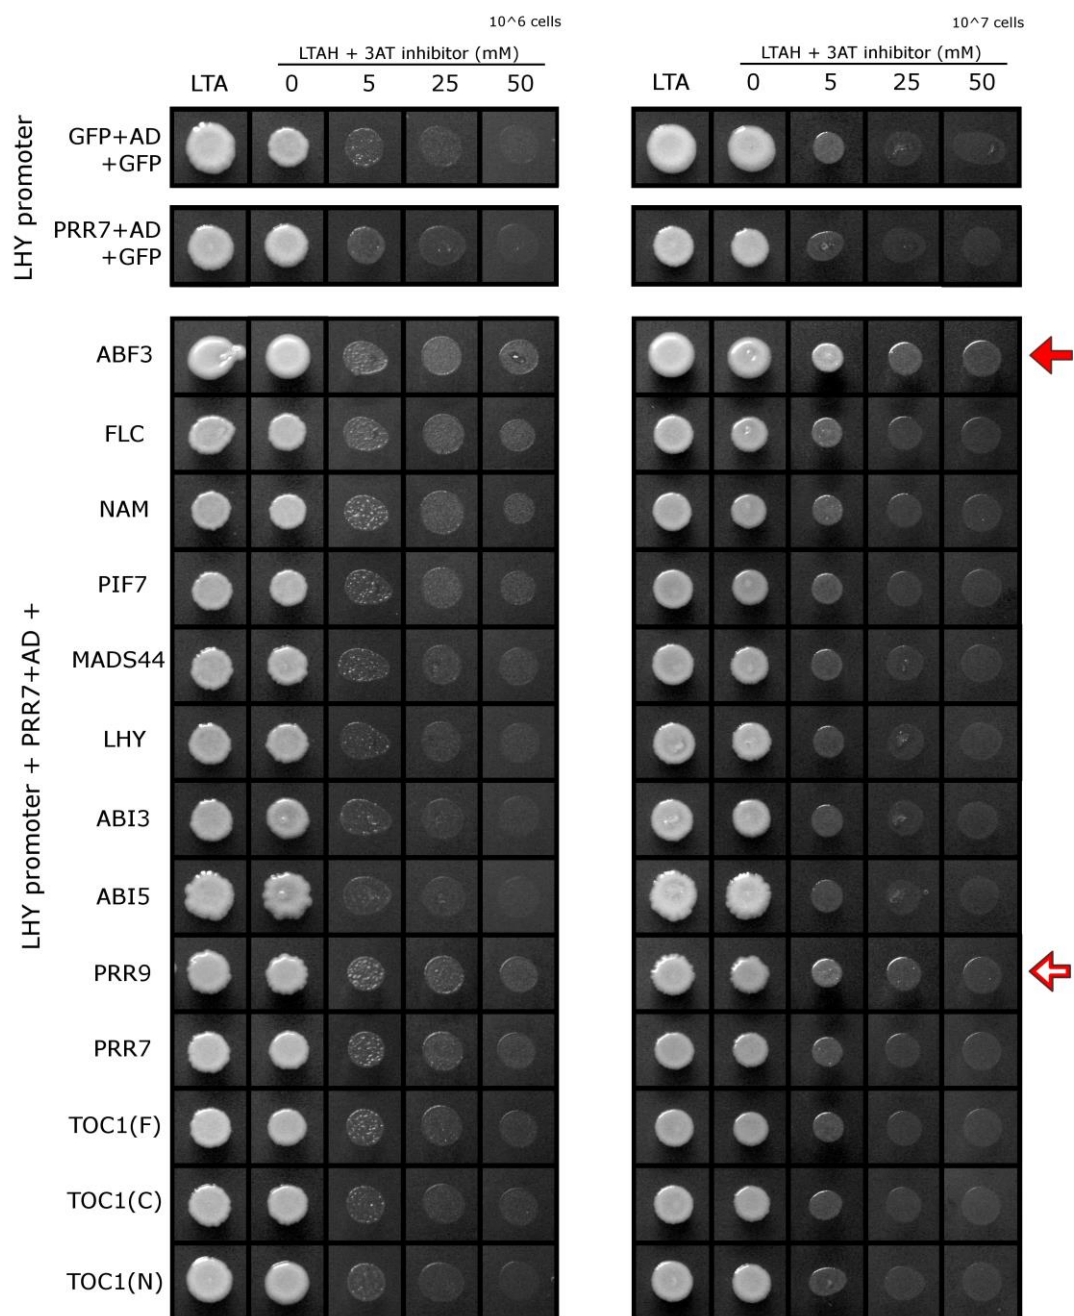 10^6 cells
10^7 cells
LTAH + 3AT inhibitor (mM)
LTAH + 3AT inhibitor (mM)
LTA 0 5 25 50
LTA 0 5 25 50
LHY promoter
GFP+AD
+GFP
PRR7+AD
+GFP
LHY promoter + PRR7+AD +
ABF3
FLC
NAM
PIF7
MADS44
LHY
ABI3
ABI5
PRR9
PRR7
TOC1(F)
TOC1(C)
TOC1(N)